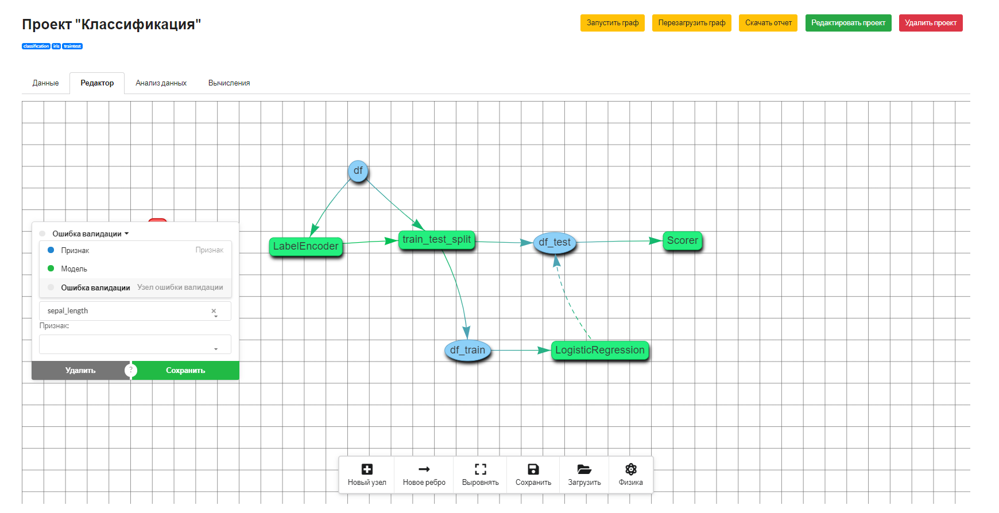 Проект "Классификация"
Запустить граф
Перезагрузить граф
Скачать отчет
Редактировать проект
Удалить проект
classification iris traintest
Данные
Редактор
Анализ данных
Вычисления
df
LabelEncoder
train_test_split
df_test
Scorer
df_train
LogisticRegression
Ошибка валидации
Признак Признак
Модель
Ошибка валидации Узел ошибки валидации
sepal_length ×
Признак:
Удалить ? Сохранить
Новый узел
Новое ребро
Выровнять
Сохранить
Загрузить
Физика